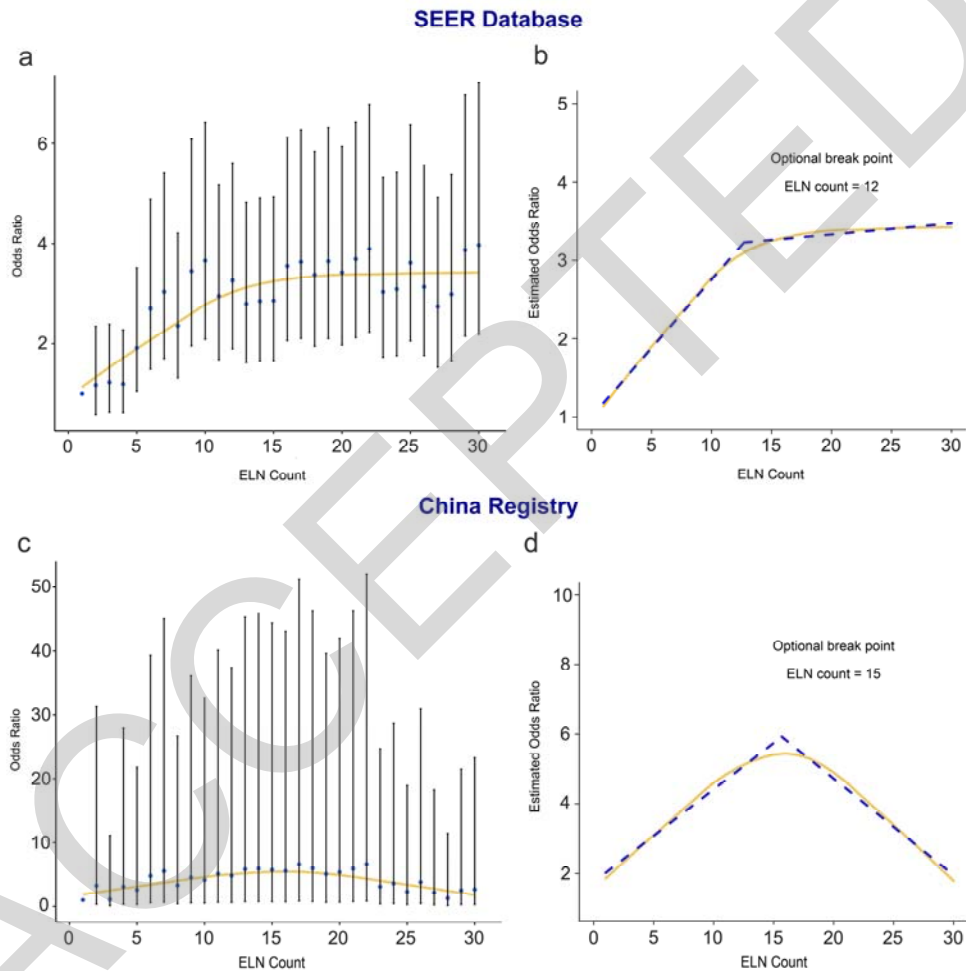 SEER Database
a
6
4
2
0 5 10 15 20 25 30
Odds Ratio
ELN Count
b
5
4
3
2
1
0 5 10 15 20 25 30
Estimated Odds Ratio
Optional break point
ELN count = 12
ELN Count
China Registry
c
50
40
30
20
10
0
0 5 10 15 20 25 30
Odds Ratio
ELN Count
d
10
8
6
4
2
0 5 10 15 20 25 30
Estimated Odds Ratio
Optional break point
ELN count = 15
ELN Count
ACCEPTED